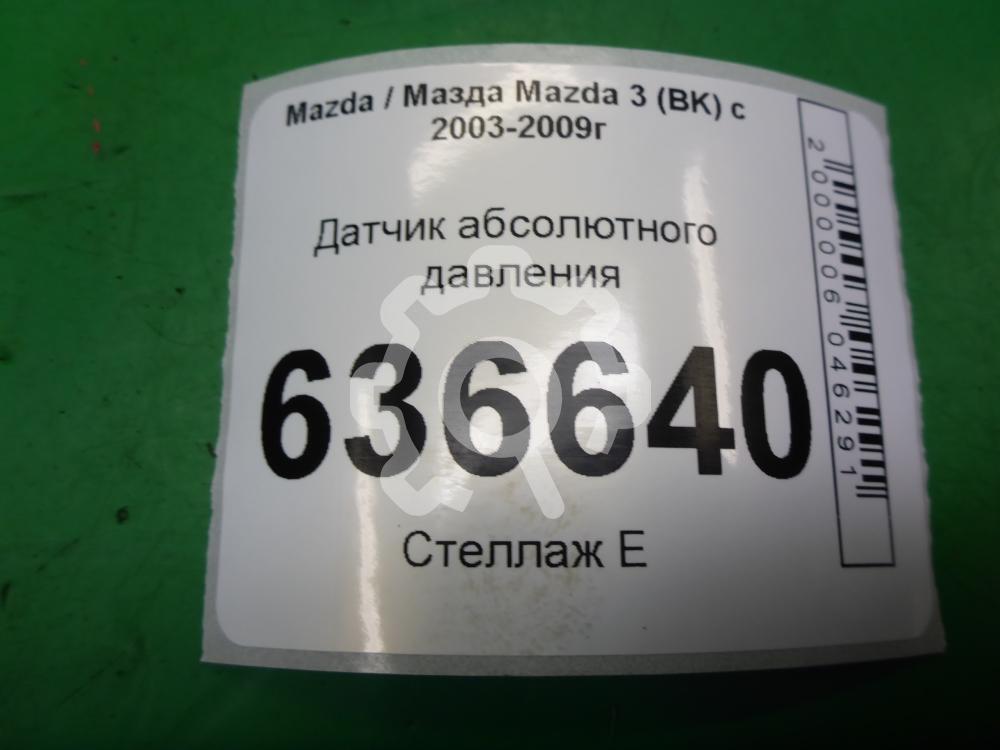 Mazda / Мазда Mazda 3 (BK) с
2003-2009г
Датчик абсолютного
давления
636640
Стеллаж Е
2000006046291